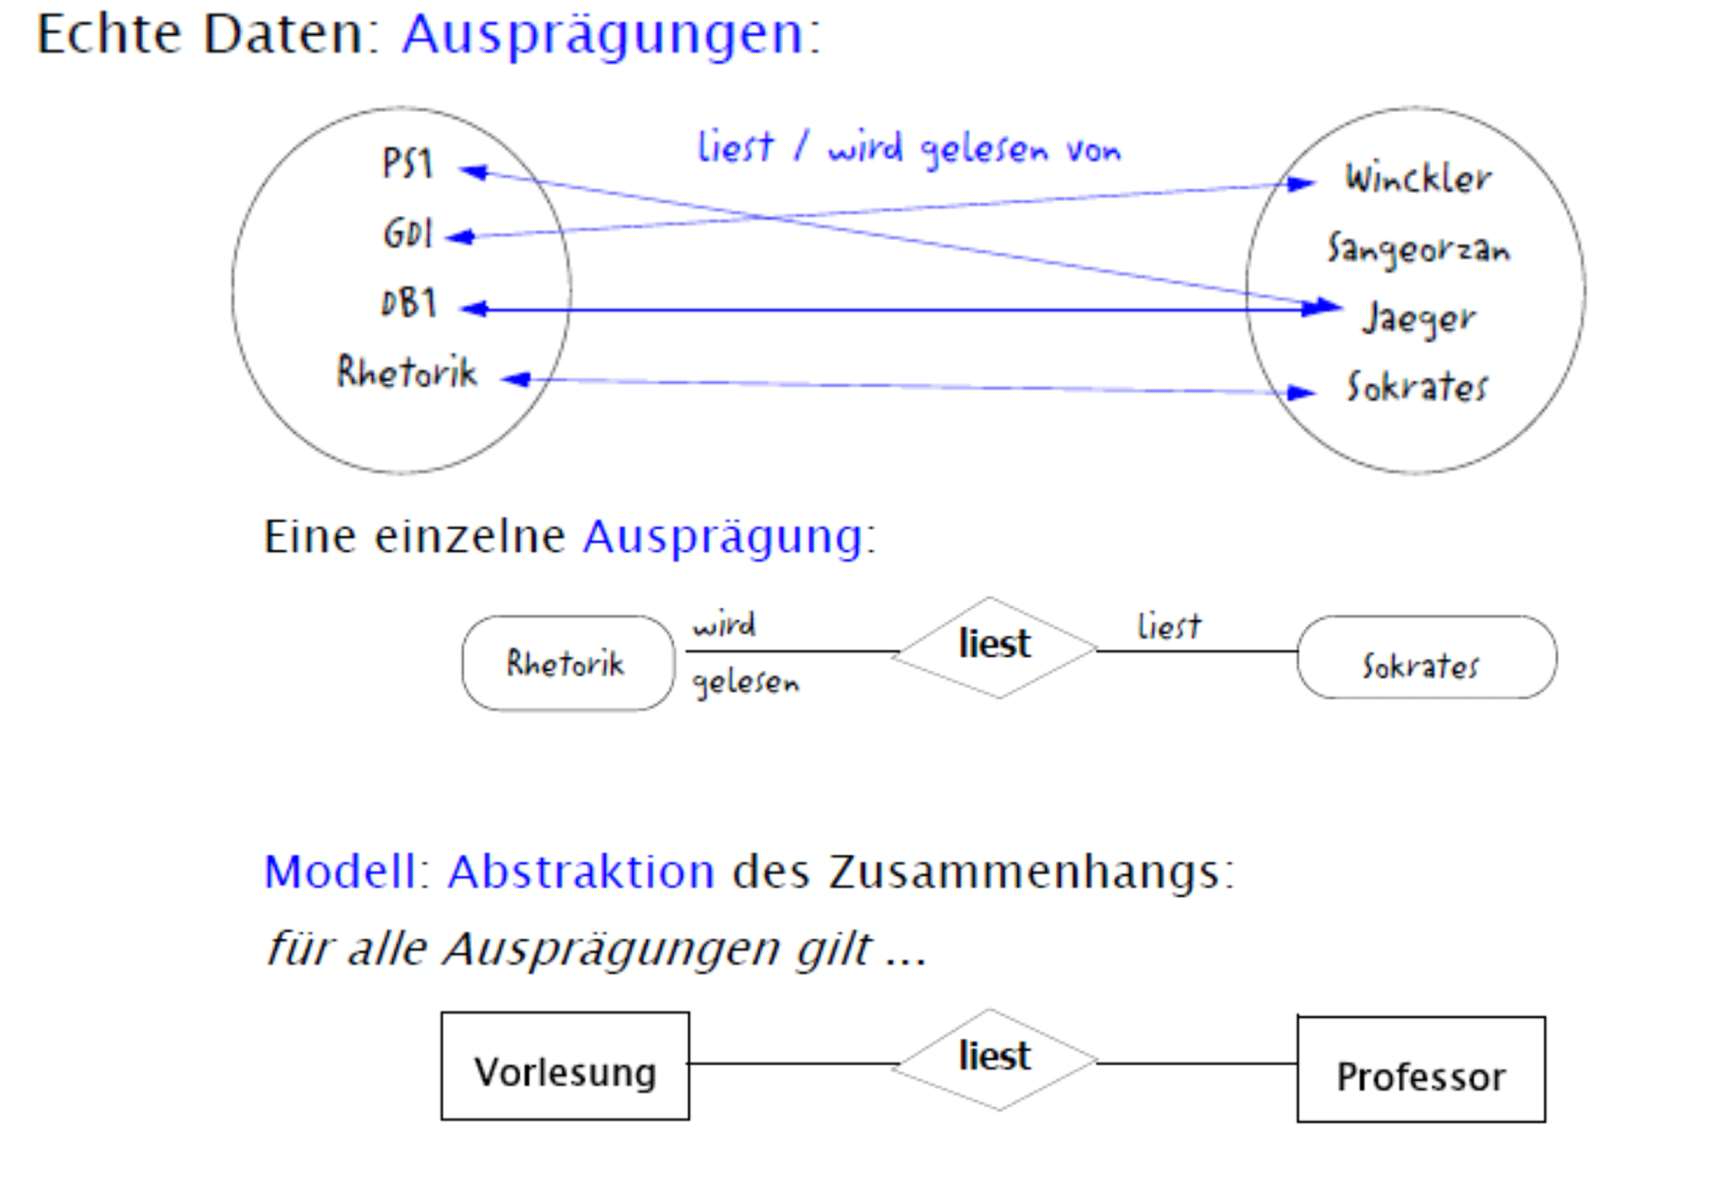 Echte Daten: Ausprägungen:
liest / wird gelesen von
PS1
GDI
DB1
Rhetorik
Winckler
Sangeorzan
Jaeger
Sokrates
Eine einzelne Ausprägung:
Rhetorik
wird
gelesen
liest
liest
Sokrates
Modell: Abstraktion des Zusammenhangs:
für alle Ausprägungen gilt ...
Vorlesung
liest
Professor